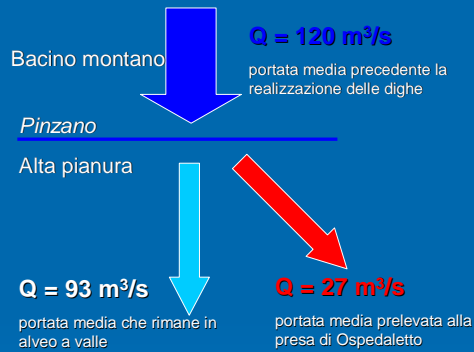 Bacino montano
Q = 120 m³/s
portata media precedente la
realizzazione delle dighe
Pinzano
Alta pianura
Q = 93 m³/s
portata media che rimane in
alveo a valle
Q = 27 m³/s
portata media prelevata alla
presa di Ospedaletto